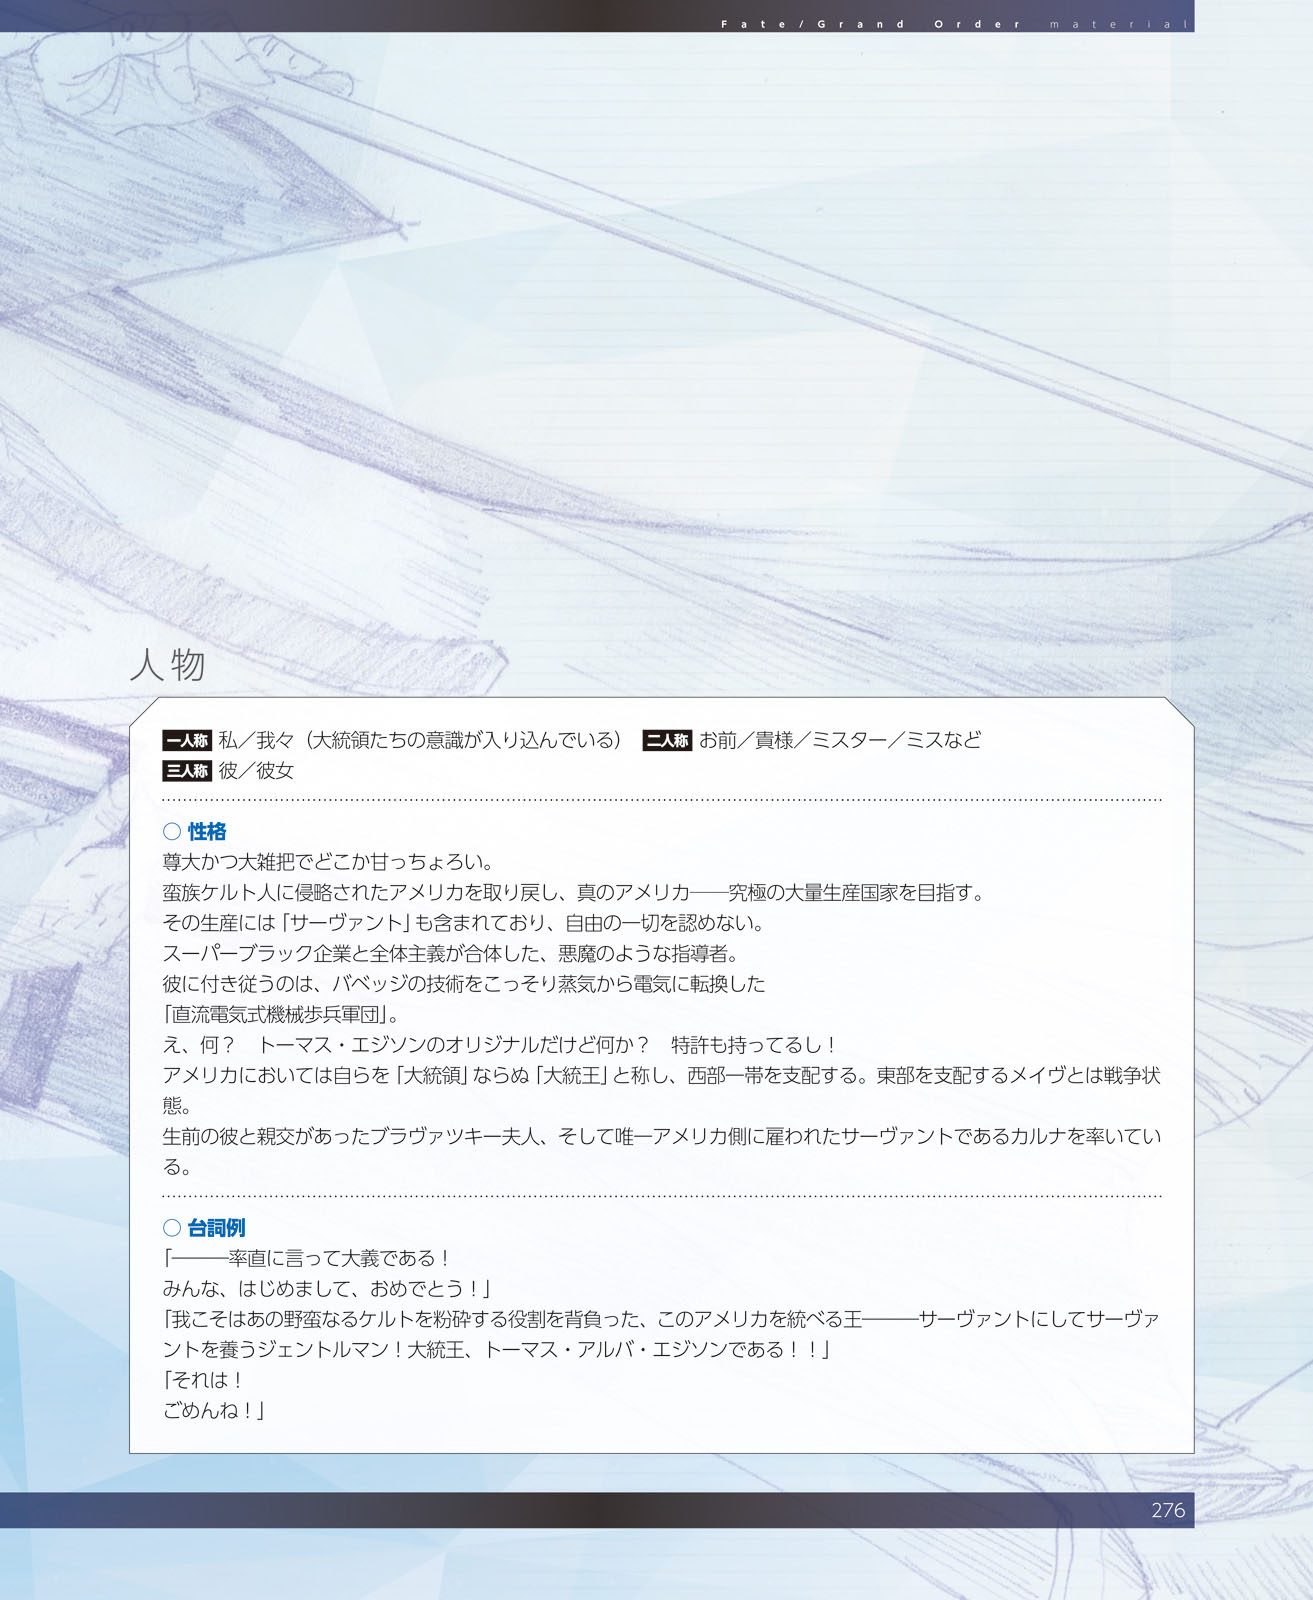 Fate/Grand Order material
人物
一人称 私／我々（大統領たちの意識が入り込んでいる） 二人称 お前／貴様／ミスター／ミスなど
三人称 彼／彼女
○ 性格
尊大かつ大雑把でどこか甘っちょろい。
蛮族ケルト人に侵略されたアメリカを取り戻し、真のアメリカ──究極の大量生産国家を目指す。
その生産には「サーヴァント」も含まれており、自由の一切を認めない。
スーパーブラック企業と全体主義が合体した、悪魔のような指導者。
彼に付き従うのは、バベッジの技術をこっそり蒸気から電気に転換した
「直流電気式機械歩兵軍団」。
え、何？　トーマス・エジソンのオリジナルだけど何か？　特許も持ってるし！
アメリカにおいては自らを「大統領」ならぬ「大統王」と称し、西部一帯を支配する。東部を支配するメイヴとは戦争状
態。
生前の彼と親交があったブラヴァツキー夫人、そして唯一アメリカ側に雇われたサーヴァントであるカルナを率いてい
る。
○ 台詞例
「───率直に言って大義である！
みんな、はじめまして、おめでとう！」
「我こそはあの野蛮なるケルトを粉砕する役割を背負った、このアメリカを統べる王───サーヴァントにしてサーヴァ
ントを養うジェントルマン！大統王、トーマス・アルバ・エジソンである！！」
「それは！
ごめんね！」
276